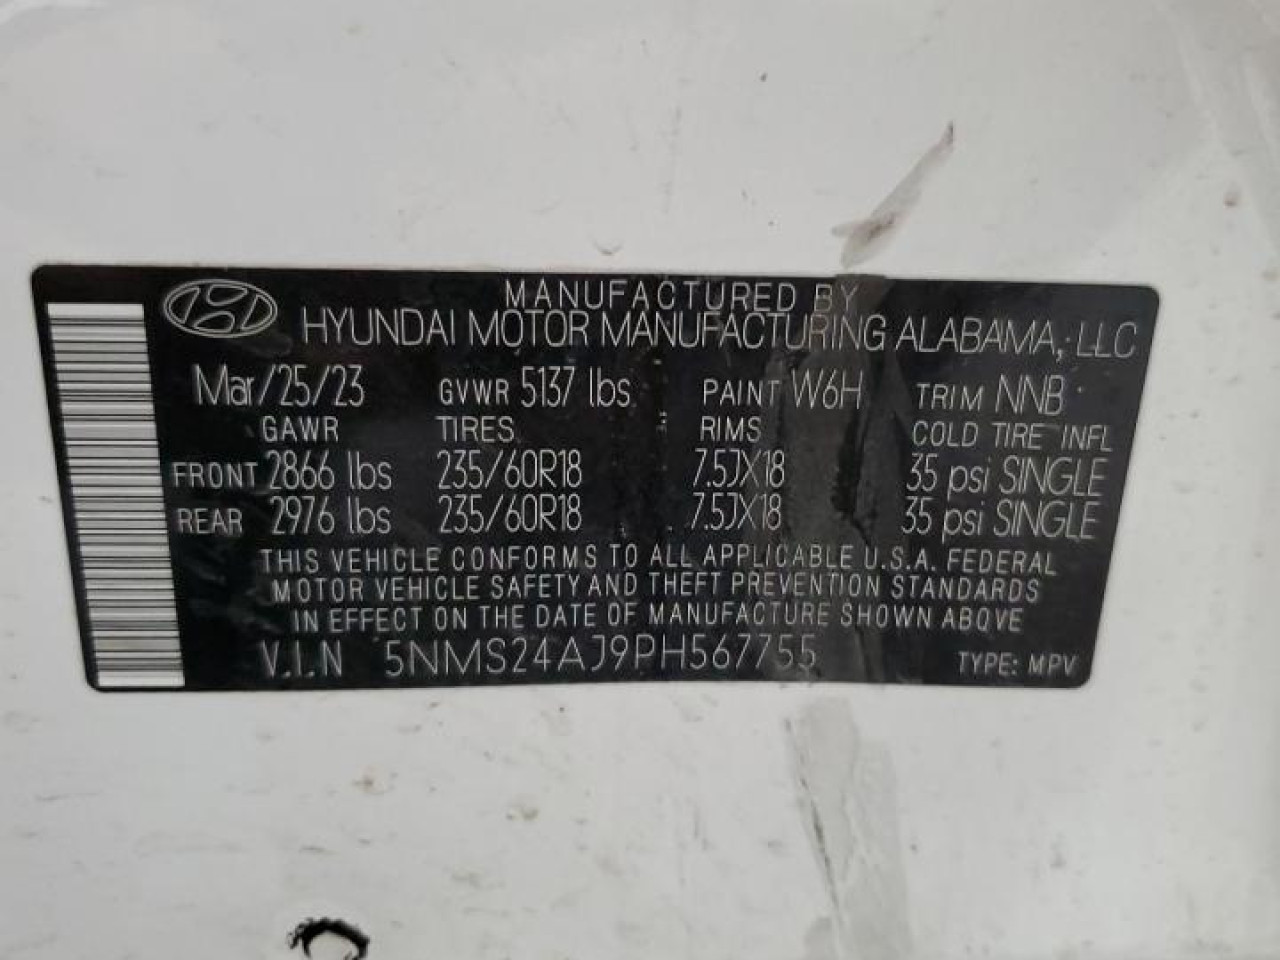 MANUFACTURED BY
HYUNDAI MOTOR MANUFACTURING ALABAMA, LLC
Mar/25/23 GVWR 5137 lbs PAINT W6H TRIM NNB
GAWR TIRES RIMS COLD TIRE INFL
FRONT 2866 lbs 235/60R18 7.5JX18 35 psi SINGLE
REAR 2976 lbs 235/60R18 7.5JX18 35 psi SINGLE
THIS VEHICLE CONFORMS TO ALL APPLICABLE U.S.A. FEDERAL
MOTOR VEHICLE SAFETY AND THEFT PREVENTION STANDARDS
IN EFFECT ON THE DATE OF MANUFACTURE SHOWN ABOVE
V.I.N 5NMS24AJ9PH567755 TYPE: MPV